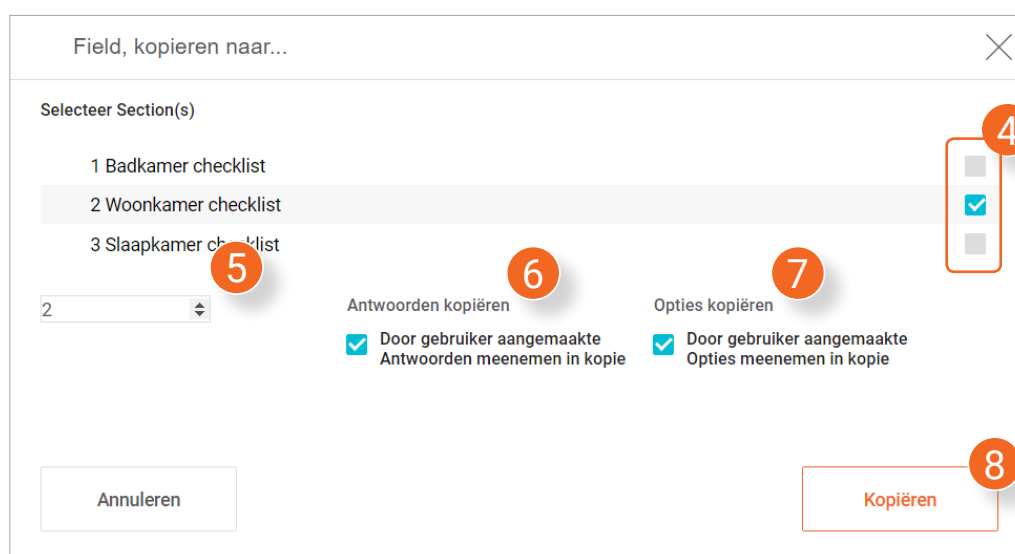 Field, kopieren naar...
Selecteer Section(s)
4
1 Badkamer checklist
2 Woonkamer checklist
3 Slaapkamer checklist
5
6
7
2
Antwoorden kopiëren
Opties kopiëren
Door gebruiker aangemaakte
Antwoorden meenemen in kopie
Door gebruiker aangemaakte
Opties meenemen in kopie
8
Annuleren
Kopiëren